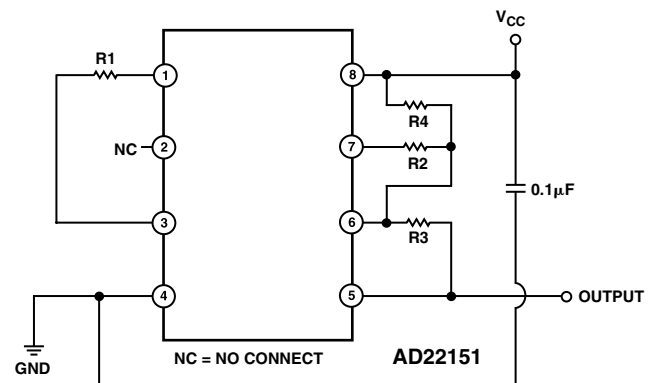 VCC
R1
1
8
R4
NC
2
7
R2
0.1µF
3
6
R3
4
5
OUTPUT
GND
NC = NO CONNECT
AD22151